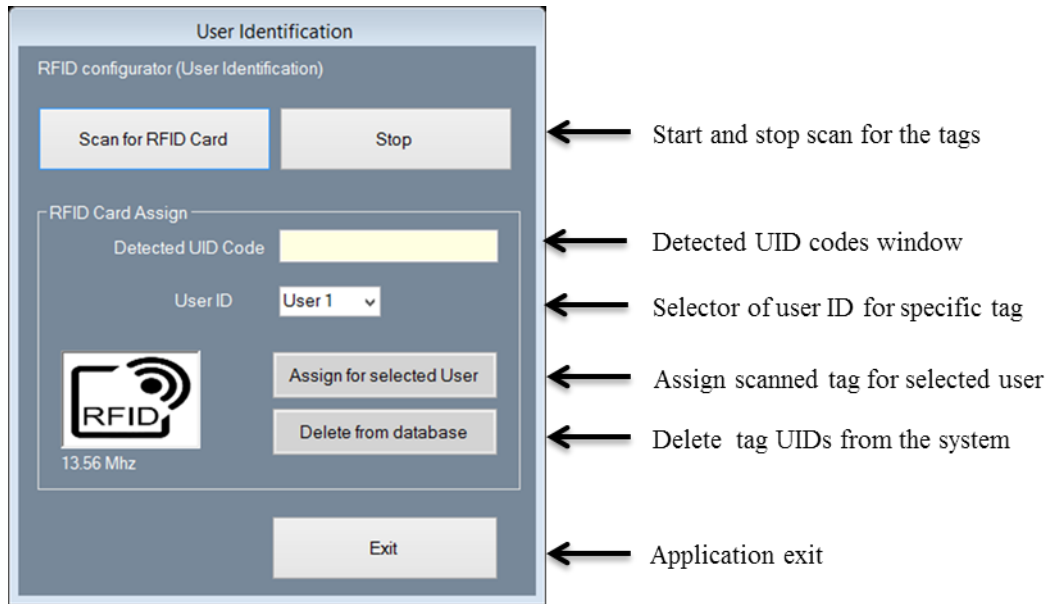 User Identification
RFID configurator (User Identification)
Scan for RFID Card
Stop
Start and stop scan for the tags
RFID Card Assign
Detected UID Code
Detected UID codes window
User ID
User 1
Selector of user ID for specific tag
RFID
13.56 Mhz
Assign for selected User
Assign scanned tag for selected user
Delete from database
Delete tag UIDs from the system
Exit
Application exit